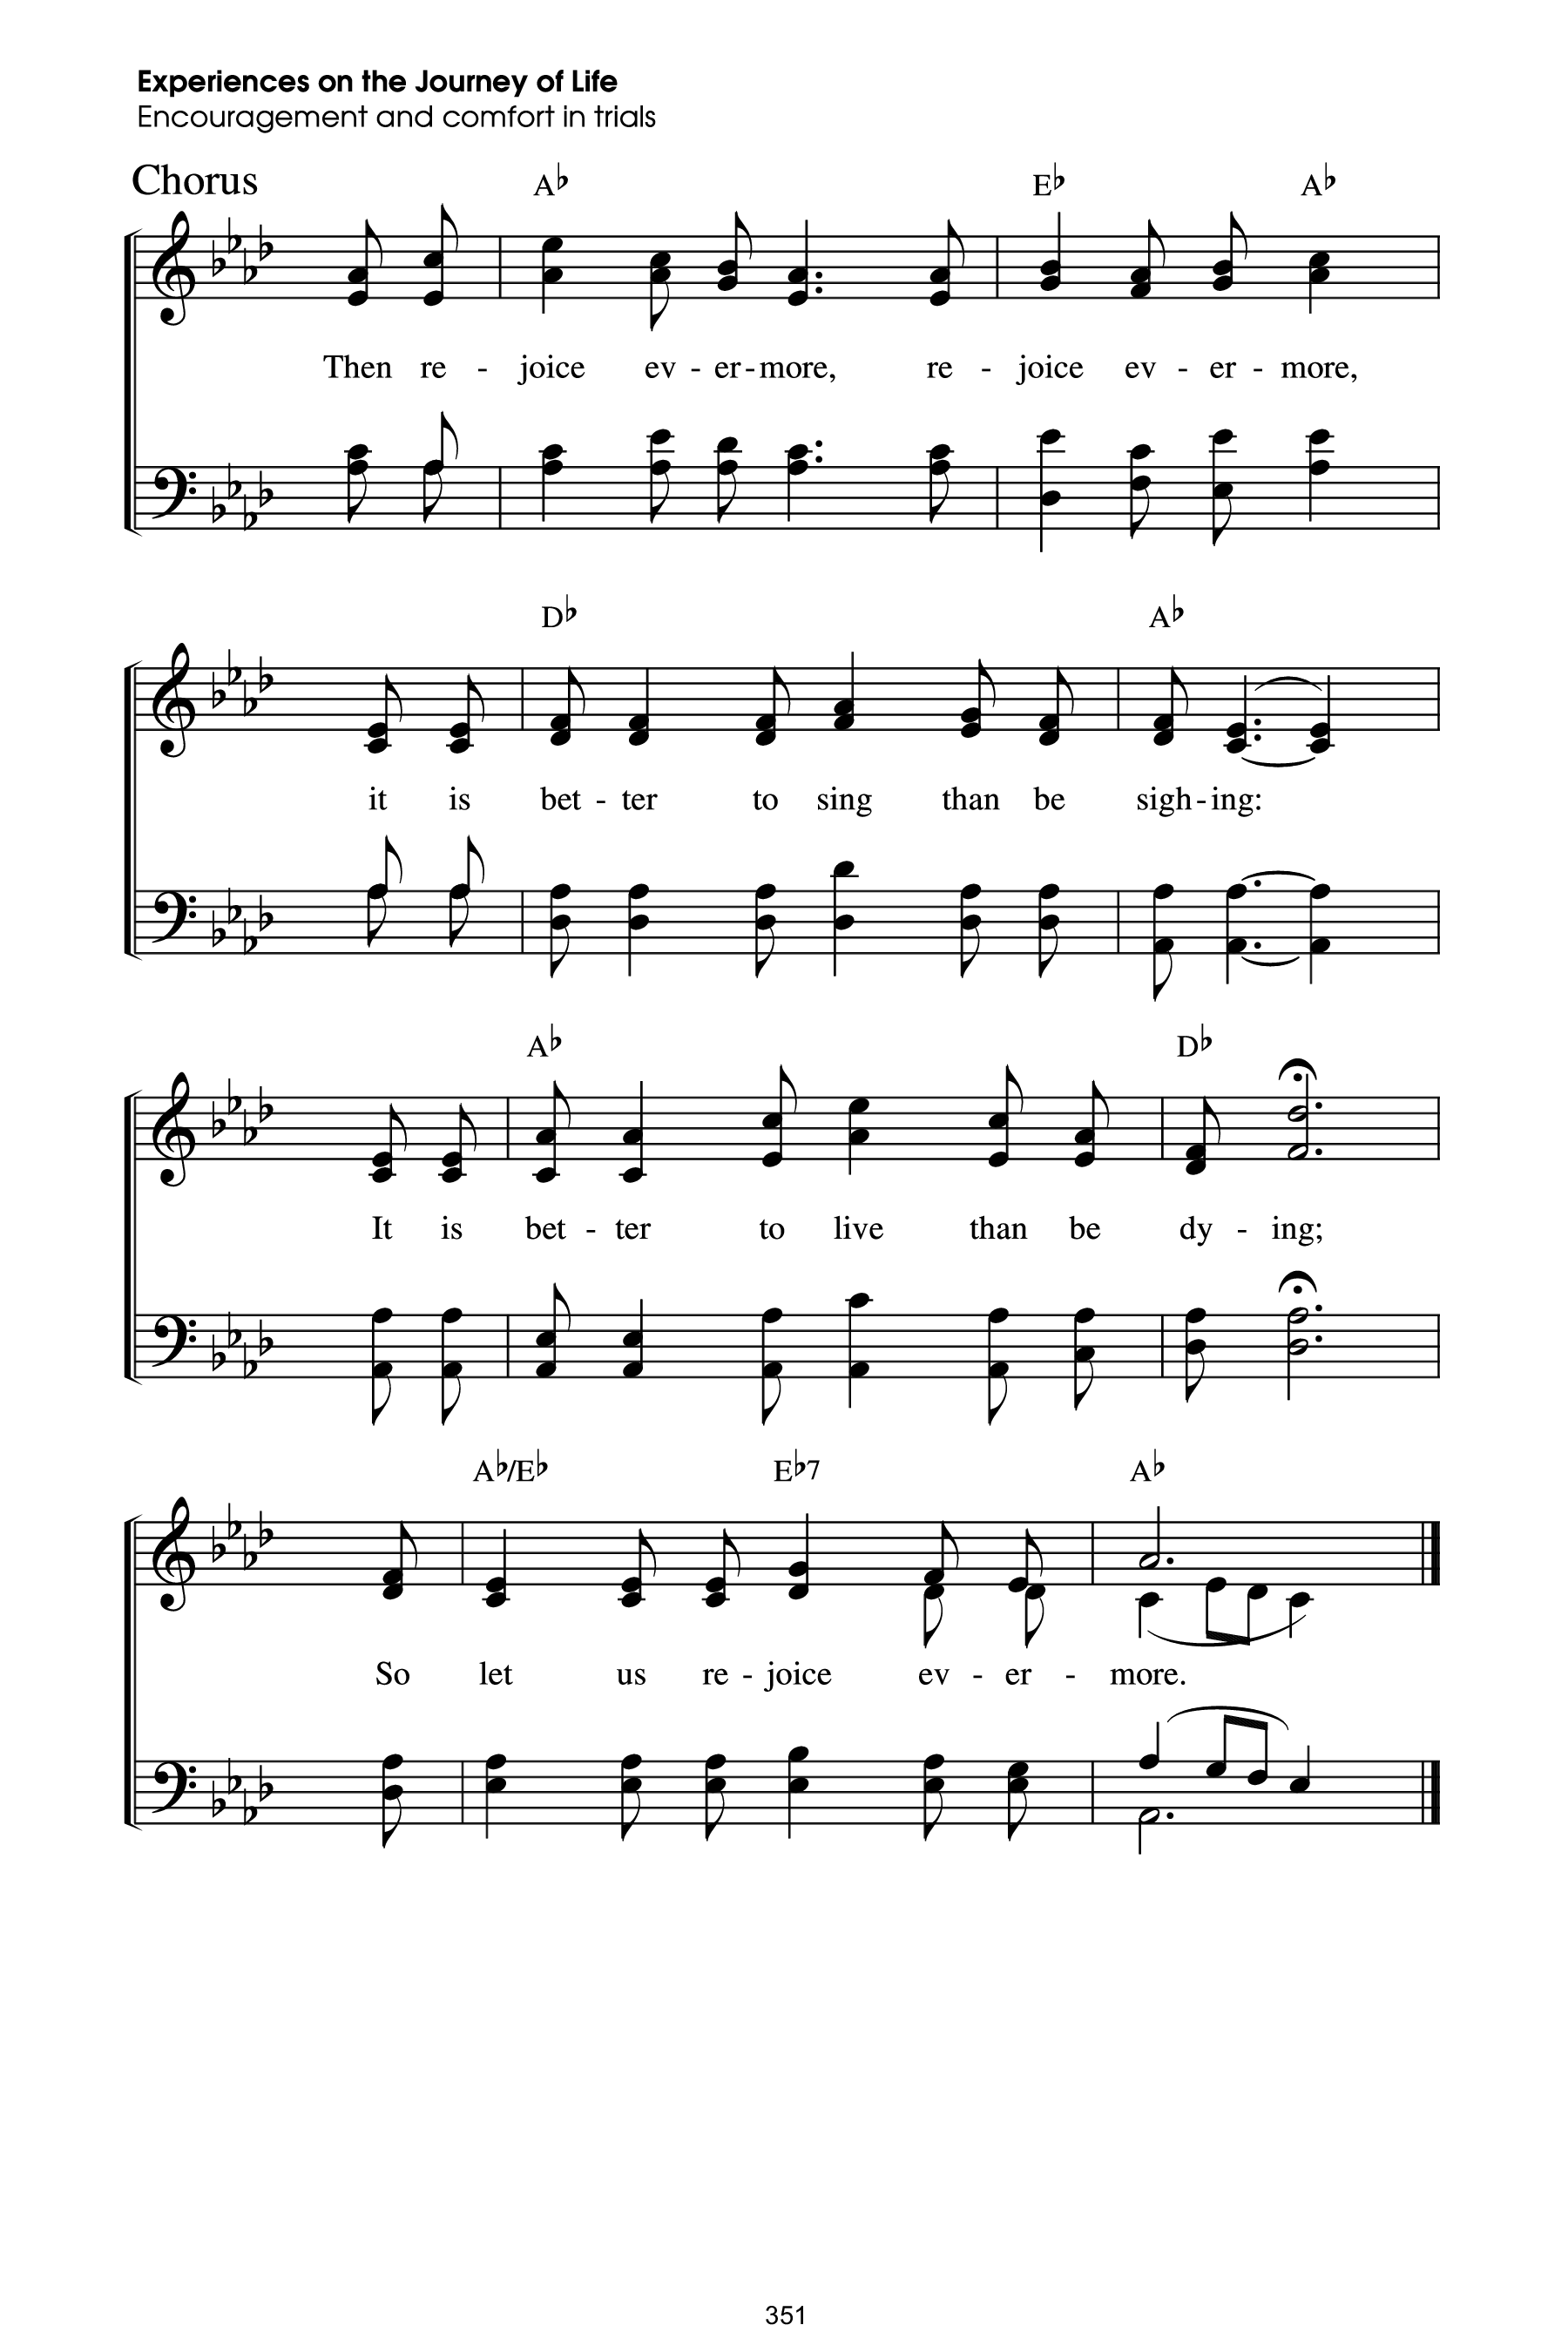 Experiences on the Journey of Life
Encouragement and comfort in trials
Chorus
A♭ E♭ A♭
Then re - joice ev - er - more, re - joice ev - er - more,
D♭ A♭
it is bet - ter to sing than be sigh - ing:
A♭ D♭
It is bet - ter to live than be dy - ing;
A♭/E♭ E♭7 A♭
So let us re - joice ev - er - more.
351